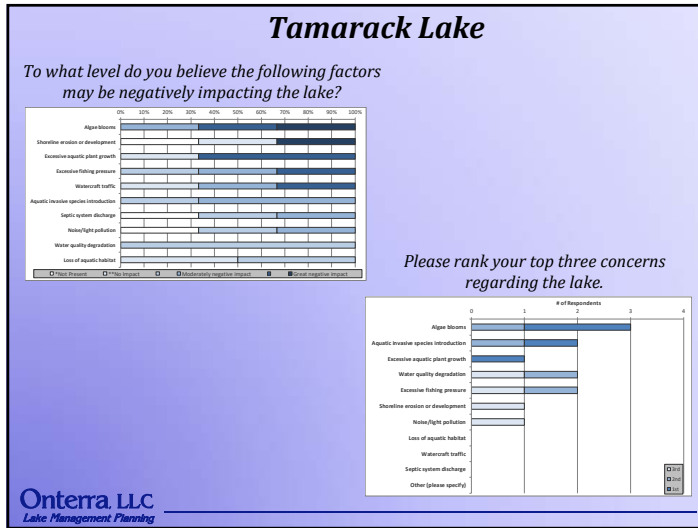 Tamarack Lake
To what level do you believe the following factors
may be negatively impacting the lake?
0% 10% 20% 30% 40% 50% 60% 70% 80% 90% 100%
Algae blooms
Shoreline erosion or development
Excessive aquatic plant growth
Excessive fishing pressure
Watercraft traffic
Aquatic invasive species introduction
Septic system discharge
Noise/light pollution
Water quality degradation
Loss of aquatic habitat
*Not Present **No Impact Moderately negative impact Great negative impact
Please rank your top three concerns
regarding the lake.
# of Respondents
0 1 2 3 4
Algae blooms
Aquatic invasive species introduction
Excessive aquatic plant growth
Water quality degradation
Excessive fishing pressure
Shoreline erosion or development
Noise/light pollution
Loss of aquatic habitat
Watercraft traffic
Septic system discharge
Other (please specify)
3rd
2nd
1st
Onterra, LLC
Lake Management Planning